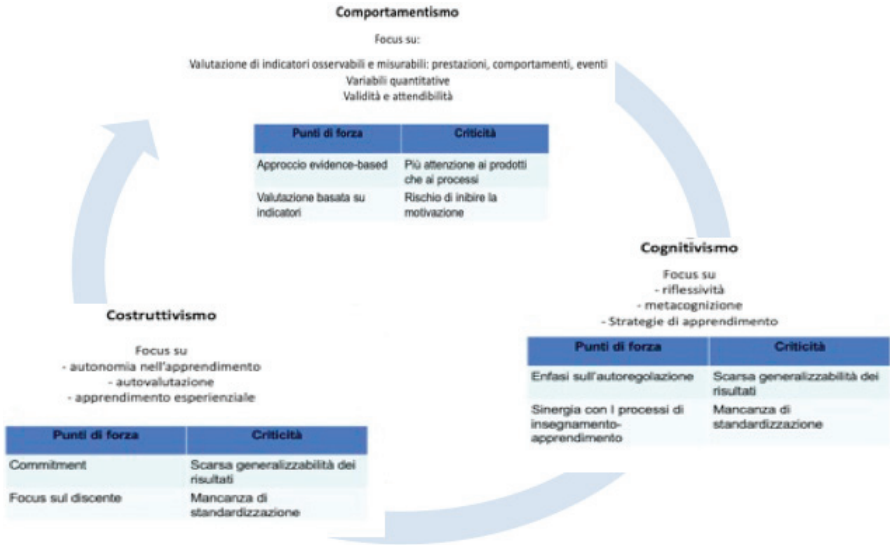 Comportamentismo
Focus su:
Valutazione di indicatori osservabili e misurabili: prestazioni, comportamenti, eventi
Variabili quantitative
Validità e attendibilità
Punti di forza Criticità
Approccio evidence-based Più attenzione ai prodotti
che ai processi
Valutazione basata su Rischio di inibire la
indicatori motivazione
Cognitivismo
Focus su
- riflessività
- metacognizione
- Strategie di apprendimento
Punti di forza Criticità
Enfasi sull'autoregolazione Scarsa generalizzabilità dei
risultati
Sinergia con I processi di Mancanza di
insegnamento- standardizzazione
apprendimento
Costruttivismo
Focus su
- autonomia nell'apprendimento
- autovalutazione
- apprendimento esperienziale
Punti di forza Criticità
Commitment Scarsa generalizzabilità dei
risultati
Focus sul discente Mancanza di
standardizzazione